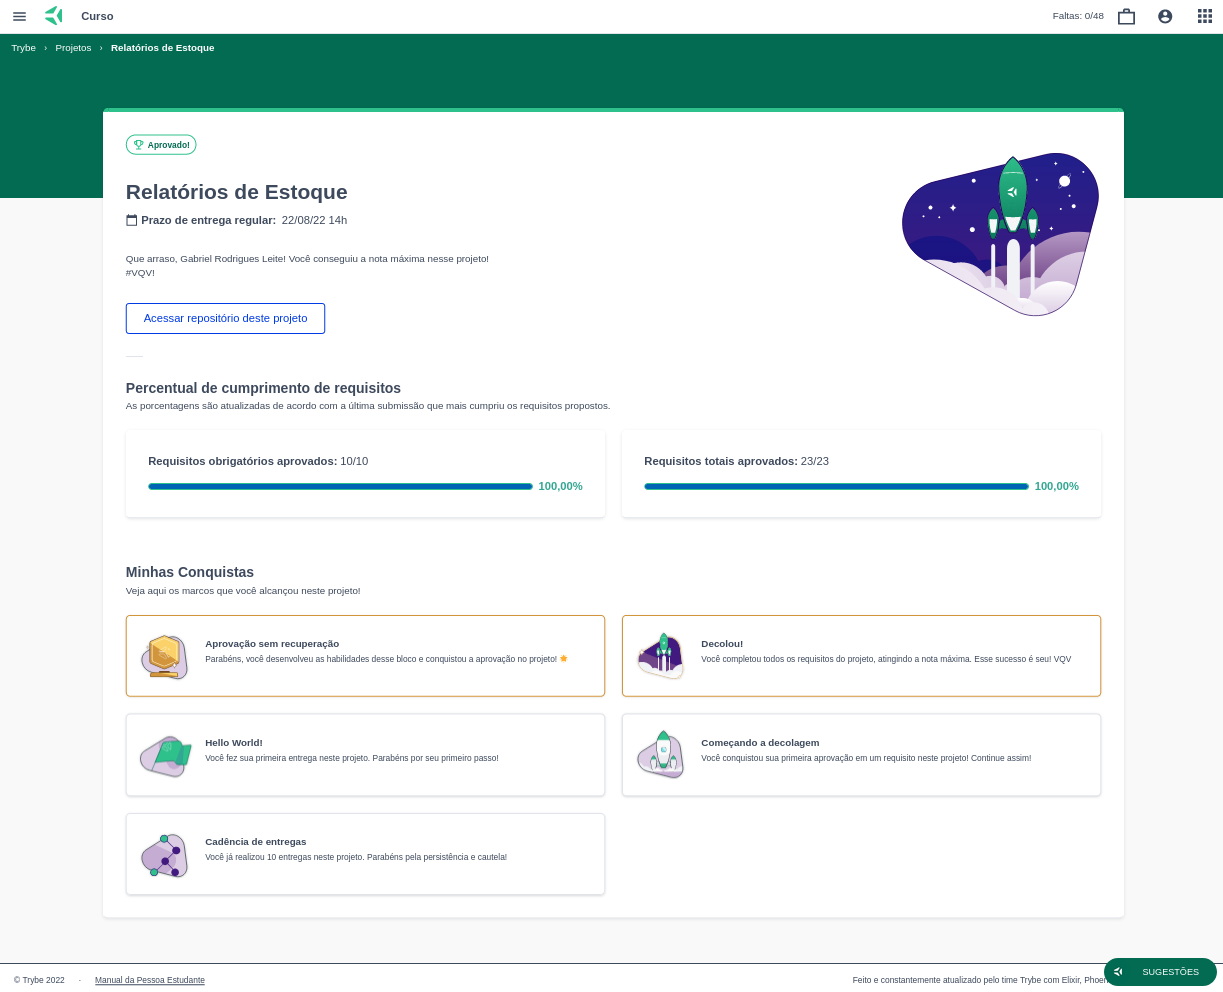 Curso
Faltas: 0/48
Trybe › Projetos › Relatórios de Estoque
Aprovado!
Relatórios de Estoque
Prazo de entrega regular: 22/08/22 14h
Que arraso, Gabriel Rodrigues Leite! Você conseguiu a nota máxima nesse projeto!
#VQV!
Acessar repositório deste projeto
Percentual de cumprimento de requisitos
As porcentagens são atualizadas de acordo com a última submissão que mais cumpriu os requisitos propostos.
Requisitos obrigatórios aprovados: 10/10
100,00%
Requisitos totais aprovados: 23/23
100,00%
Minhas Conquistas
Veja aqui os marcos que você alcançou neste projeto!
Aprovação sem recuperação
Parabéns, você desenvolveu as habilidades desse bloco e conquistou a aprovação no projeto!
Decolou!
Você completou todos os requisitos do projeto, atingindo a nota máxima. Esse sucesso é seu! VQV
Hello World!
Você fez sua primeira entrega neste projeto. Parabéns por seu primeiro passo!
Começando a decolagem
Você conquistou sua primeira aprovação em um requisito neste projeto! Continue assim!
Cadência de entregas
Você já realizou 10 entregas neste projeto. Parabéns pela persistência e cautela!
© Trybe 2022 · Manual da Pessoa Estudante
Feito e constantemente atualizado pelo time Trybe com Elixir,
SUGESTÕES